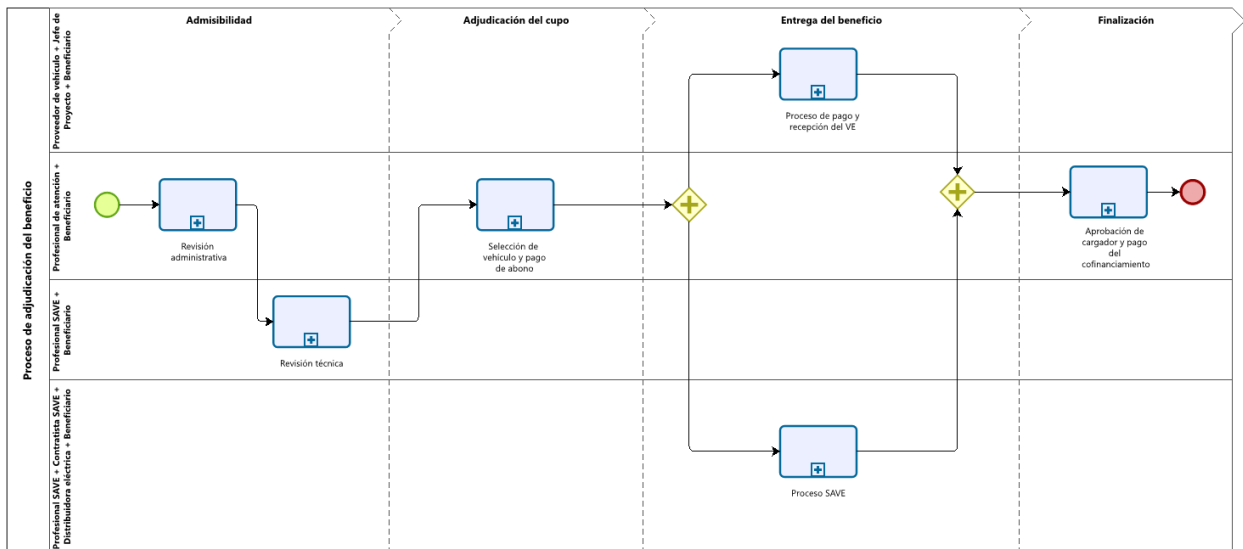 Proceso de adjudicación del beneficio
Admisibilidad
Adjudicación del cupo
Entrega del beneficio
Finalización
Proveedor de vehículo + Jefe de
Proyecto + Beneficiario
Proceso de pago y
recepción del VE
Profesional de atención +
Beneficiario
Revisión
administrativa
Selección de
vehículo y pago
de abono
Aprobación de
cargador y pago
del
cofinanciamiento
Profesional SAVE +
Beneficiario
Revisión técnica
Profesional SAVE + Contratista SAVE +
Distribuidora eléctrica + Beneficiario
Proceso SAVE